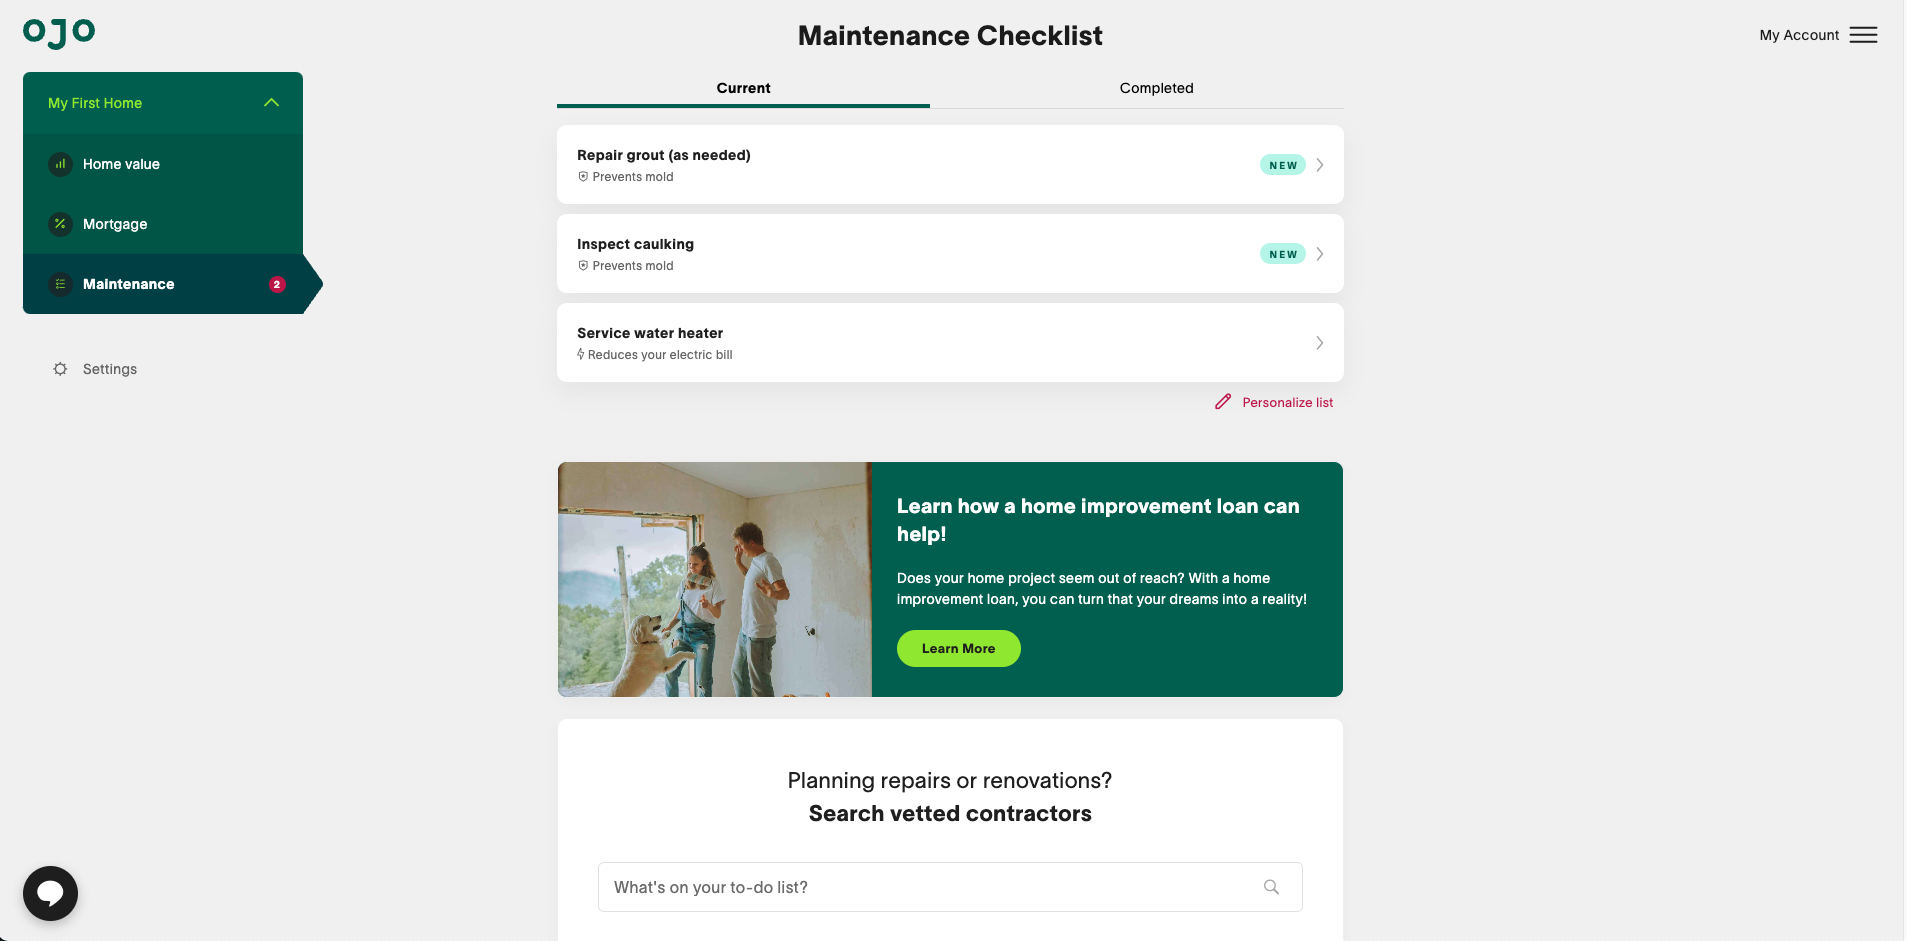 ojo
Maintenance Checklist
My Account
My First Home
Home value
Mortgage
Maintenance
2
Settings
Current
Completed
Repair grout (as needed)
Prevents mold
NEW
Inspect caulking
Prevents mold
NEW
Service water heater
Reduces your electric bill
Personalize list
Learn how a home improvement loan can
help!
Does your home project seem out of reach? With a home
improvement loan, you can turn that your dreams into a reality!
Learn More
Planning repairs or renovations?
Search vetted contractors
What's on your to-do list?